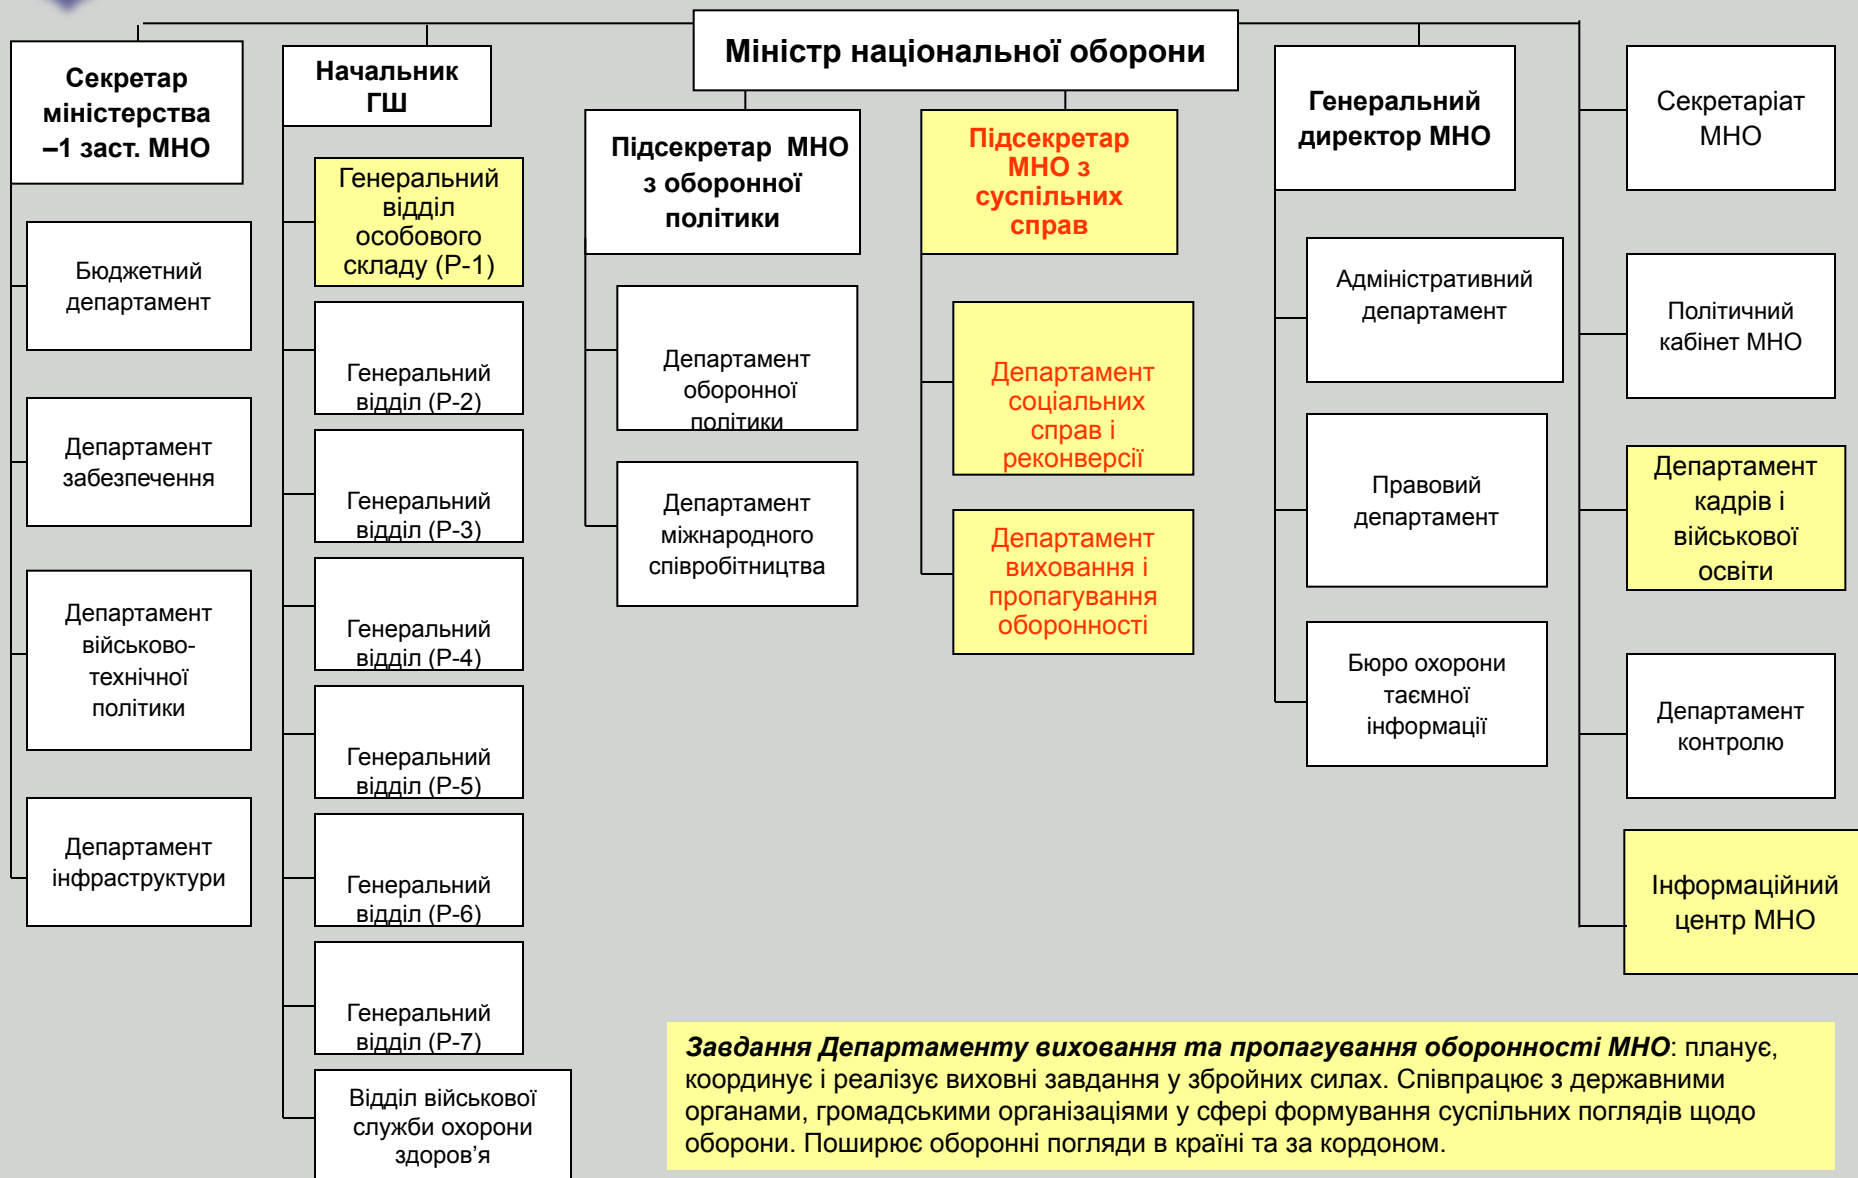 Міністр національної оборони
Секретар
міністерства
–1 заст. МНО
Бюджетний
департамент
Департамент
забезпечення
Департамент
військово-
технічної
політики
Департамент
інфраструктури
Начальник
ГШ
Генеральний
відділ
особового
складу (Р-1)
Генеральний
відділ (Р-2)
Генеральний
відділ (Р-3)
Генеральний
відділ (Р-4)
Генеральний
відділ (Р-5)
Генеральний
відділ (Р-6)
Генеральний
відділ (Р-7)
Відділ військової
служби охорони
здоров’я
Підсекретар МНО
з оборонної
політики
Департамент
оборонної
політики
Департамент
міжнародного
співробітництва
Підсекретар
МНО з
суспільних
справ
Департамент
соціальних
справ і
реконверсії
Департамент
виховання і
пропагування
оборонності
Генеральний
директор МНО
Адміністративний
департамент
Правовий
департамент
Бюро охорони
таємної
інформації
Секретаріат
МНО
Політичний
кабінет МНО
Департамент
кадрів і
військової
освіти
Департамент
контролю
Інформаційний
центр МНО
Завдання Департаменту виховання та пропагування оборонності МНО: планує,
координує і реалізує виховні завдання у збройних силах. Співпрацює з державними
органами, громадськими організаціями у сфері формування суспільних поглядів щодо
оборони. Поширює оборонні погляди в країні та за кордоном.